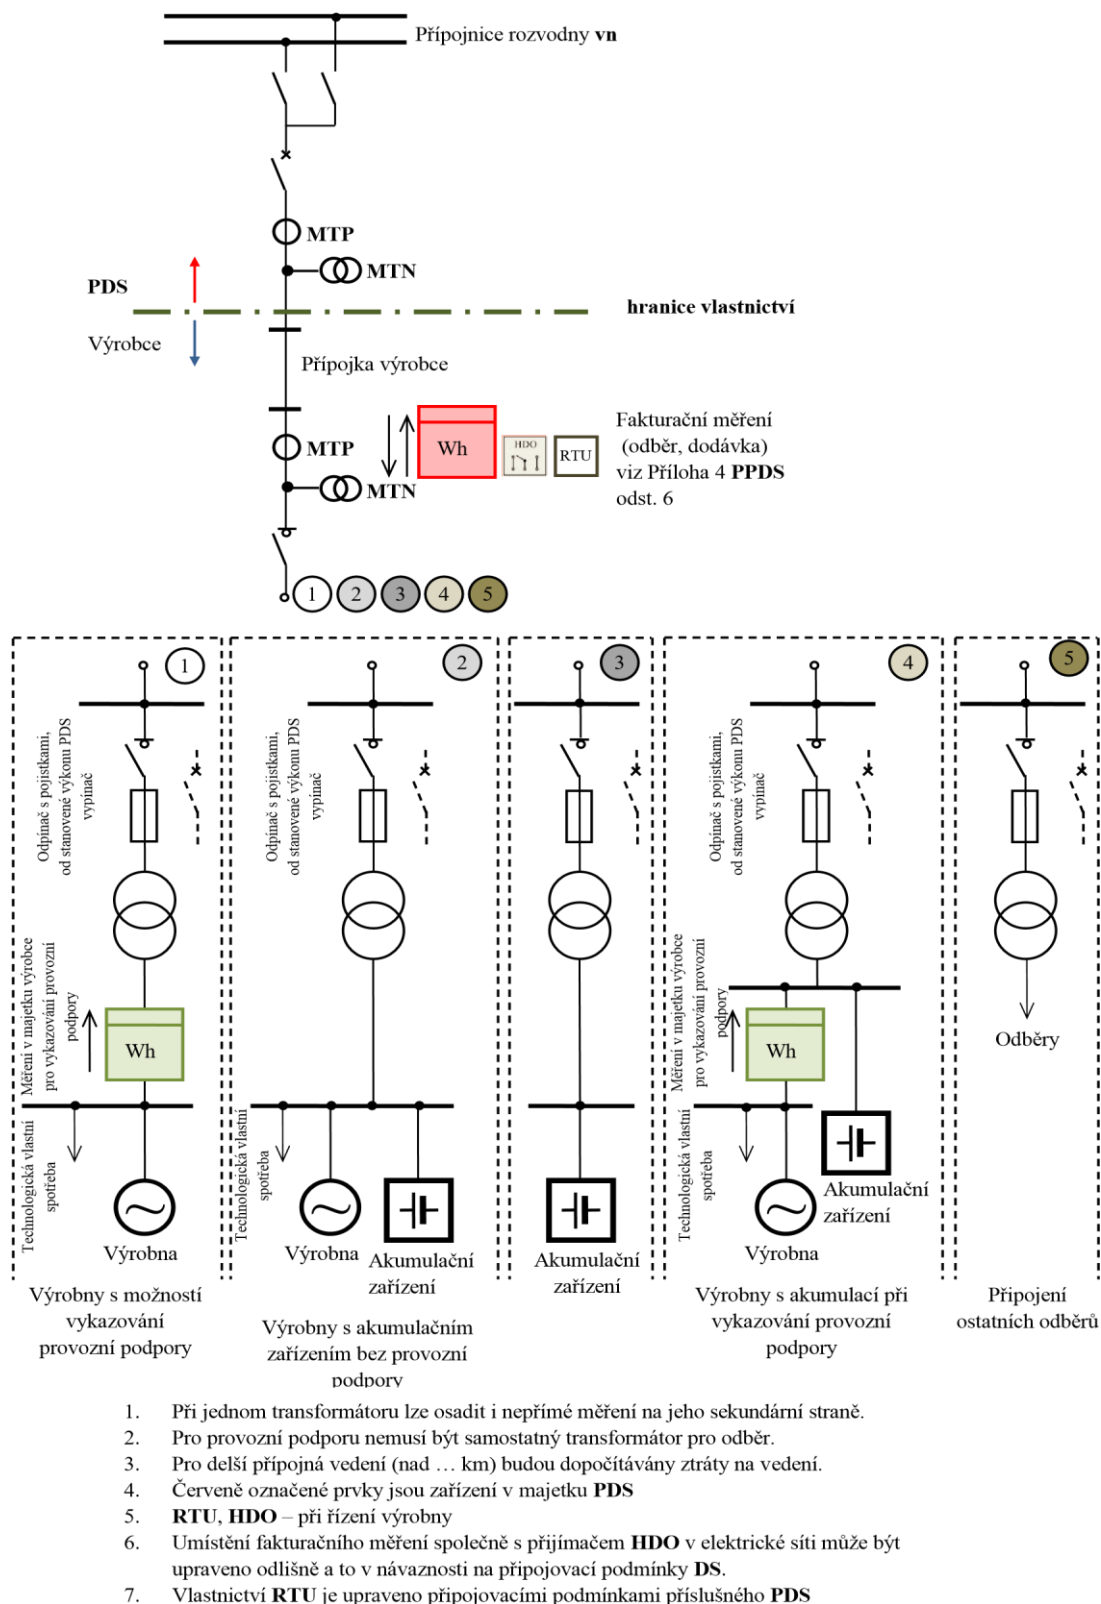 Přípojnice rozvodny vn
MTP
MTN
PDS
hranice vlastnictví
Výrobce
Přípojka výrobce
Wh
HDO
RTU
Fakturační měření
(odběr, dodávka)
viz Příloha 4 PPDS
odst. 6
MTP
MTN
1 2 3 4 5
1
Odpínač s pojistkami,
od stanovené výkonu PDS
vypínač
Měření v majetku výrobce
pro vykazování provozní
podpory
Wh
Technologická vlastní
spotřeba
Výrobna
Výrobny s možností
vykazování
provozní podpory
2
Odpínač s pojistkami,
od stanovené výkonu PDS
vypínač
Technologická vlastní
spotřeba
Výrobna
Akumulační
zařízení
Výrobny s akumulačním
zařízením bez provozní
podpory
3
Akumulační
zařízení
4
Odpínač s pojistkami,
od stanovené výkonu PDS
vypínač
Měření v majetku výrobce
pro vykazování provozní
podpory
Wh
Technologická vlastní
spotřeba
Výrobna
Akumulační
zařízení
Výrobny s akumulací při
vykazování provozní
podpory
5
Odběry
Připojení
ostatních odběrů
1. Při jednom transformátoru lze osadit i nepřímé měření na jeho sekundární straně.
2. Pro provozní podporu nemusí být samostatný transformátor pro odběr.
3. Pro delší přípojná vedení (nad … km) budou dopočítávány ztráty na vedení.
4. Červeně označené prvky jsou zařízení v majetku PDS
5. RTU, HDO – při řízení výrobny
6. Umístění fakturačního měření společně s přijímačem HDO v elektrické síti může být
upraveno odlišně a to v návaznosti na připojovací podmínky DS.
7. Vlastnictví RTU je upraveno připojovacími podmínkami příslušného PDS